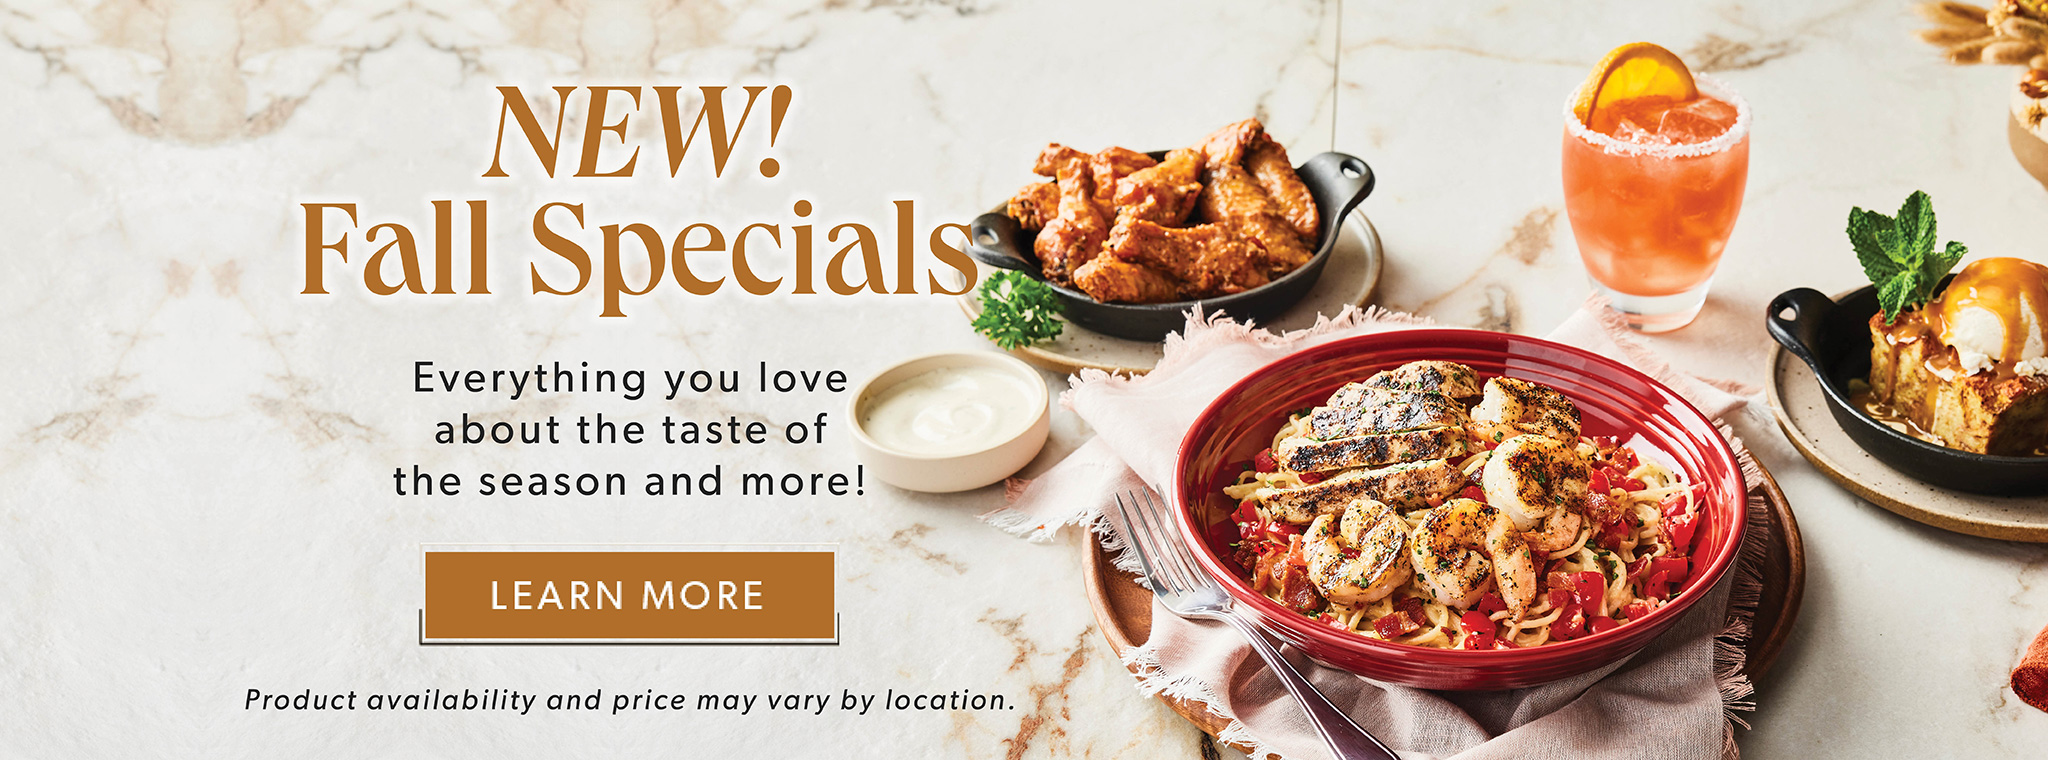 NEW!
Fall Specials
Everything you love
about the taste of
the season and more!
LEARN MORE
Product availability and price may vary by location.